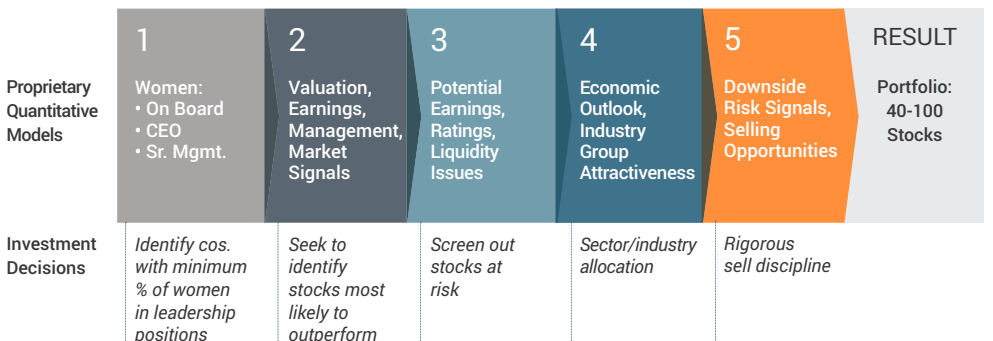 1
2
3
4
5
RESULT
Proprietary
Quantitative
Models
Women:
• On Board
• CEO
• Sr. Mgmt.
Valuation,
Earnings,
Management,
Market
Signals
Potential
Earnings,
Ratings,
Liquidity
Issues
Economic
Outlook,
Industry
Group
Attractiveness
Downside
Risk Signals,
Selling
Opportunities
Portfolio:
40-100
Stocks
Investment
Decisions
Identify cos.
with minimum
% of women
in leadership
positions
Seek to
identify
stocks most
likely to
outperform
Screen out
stocks at
risk
Sector/industry
allocation
Rigorous
sell discipline